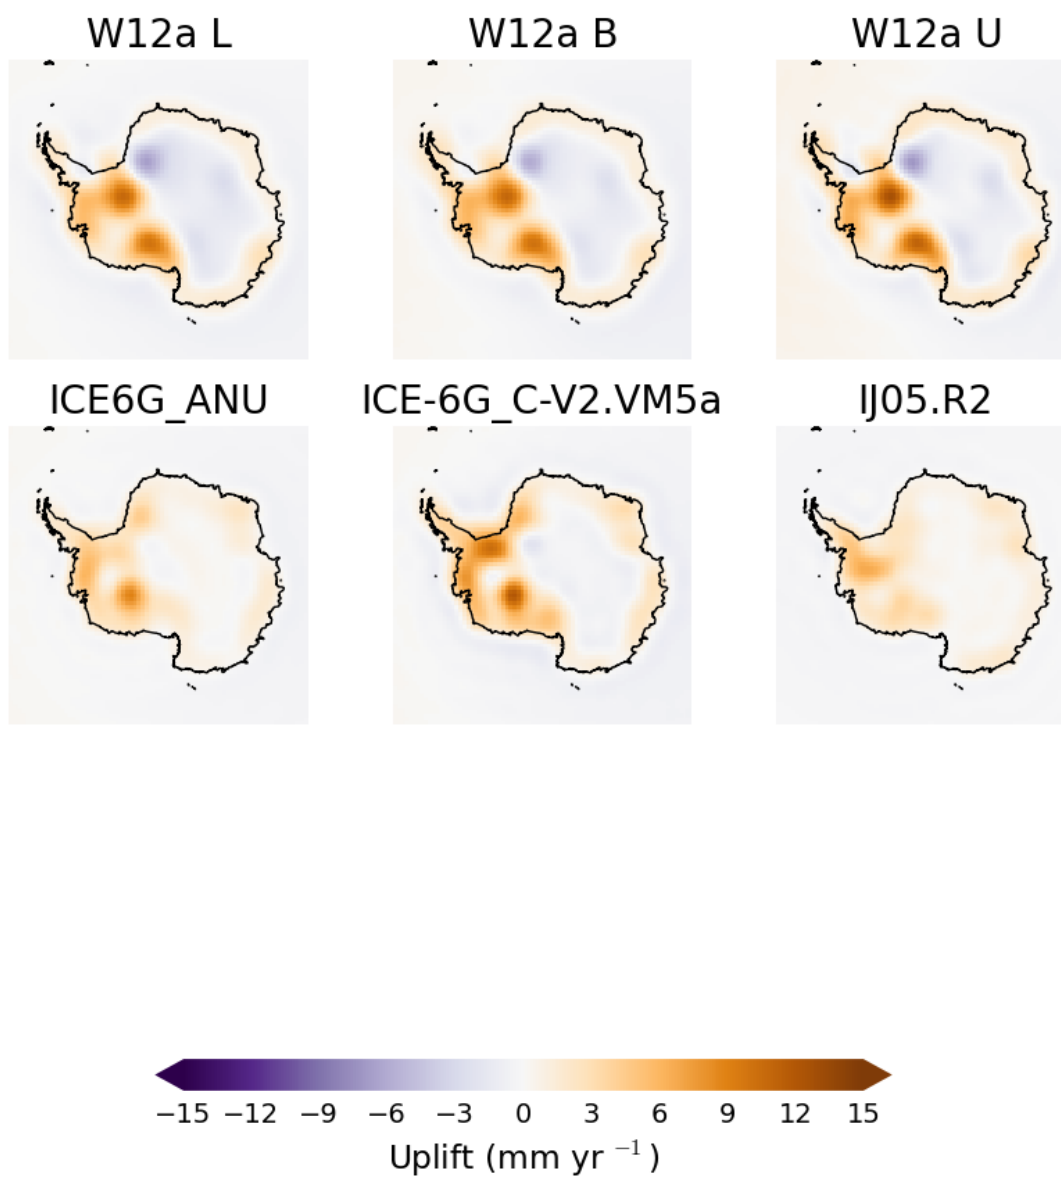 W12a L W12a B W12a U
ICE6G_ANU ICE-6G_C-V2.VM5a IJ05.R2
−15 −12 −9 −6 −3 0 3 6 9 12 15
Uplift (mm yr ⁻¹)